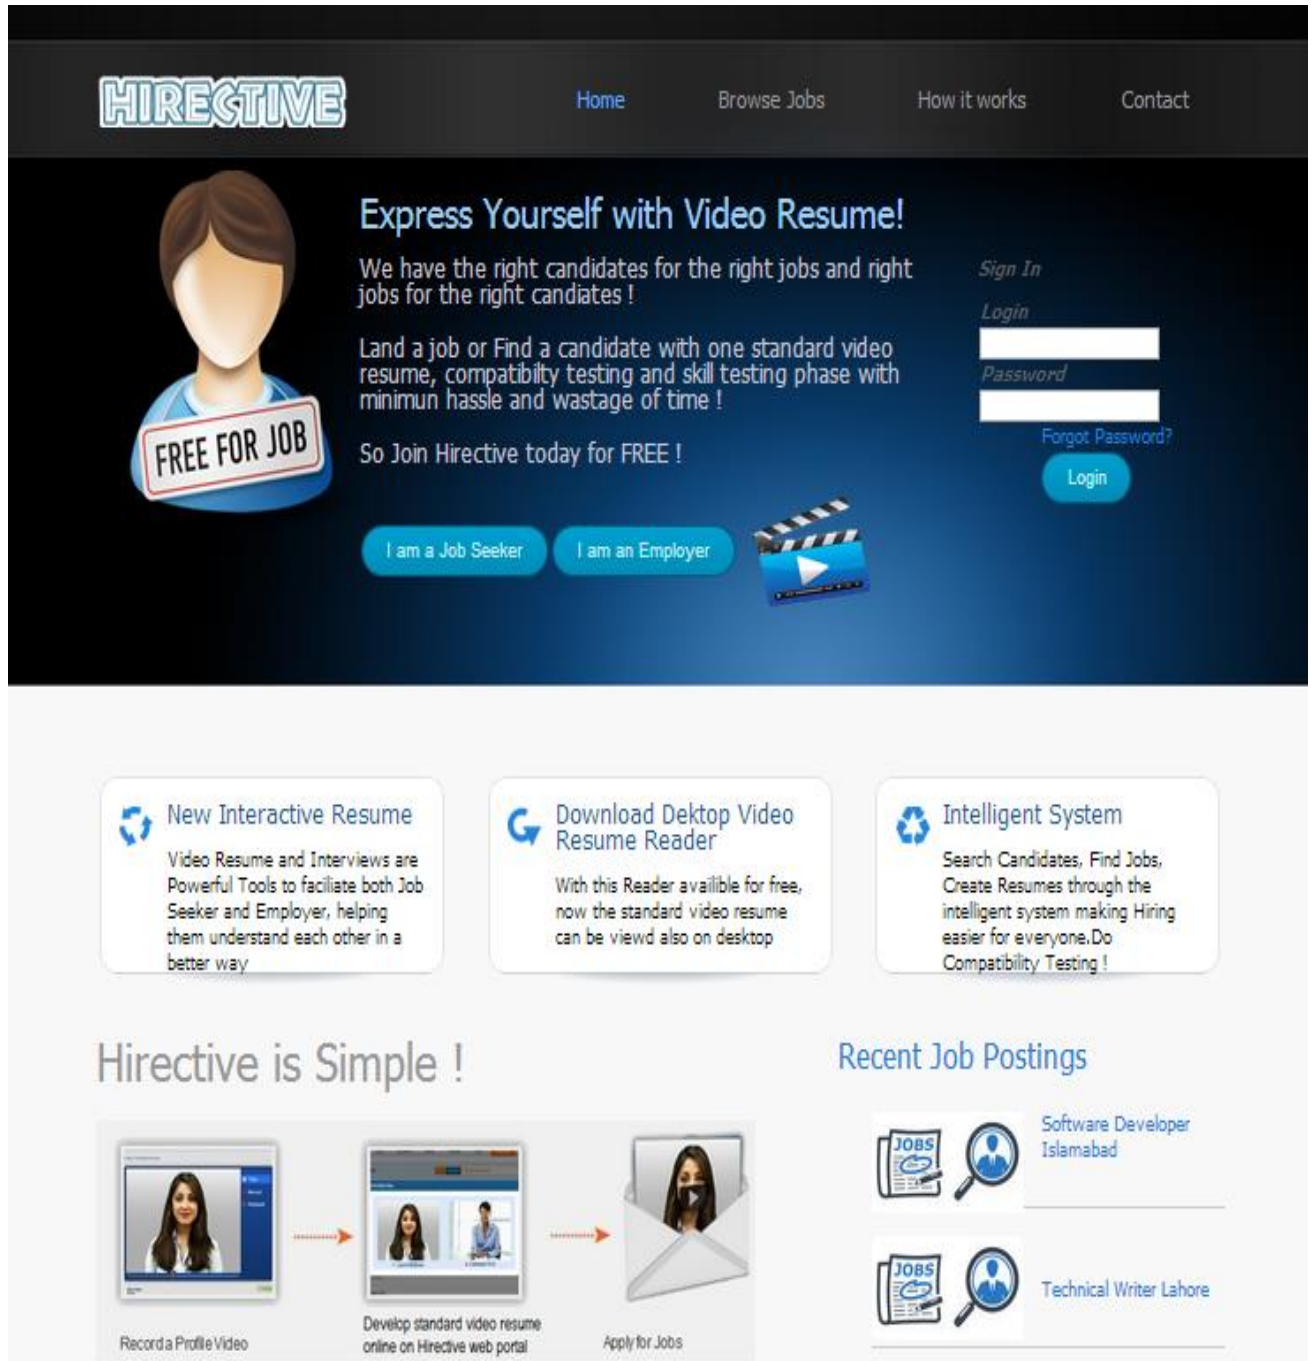 HIRECTIVE
Home
Browse Jobs
How it works
Contact
Express Yourself with Video Resume!
We have the right candidates for the right jobs and right
jobs for the right candiates !
Land a job or Find a candidate with one standard video
resume, compatibilty testing and skill testing phase with
minimun hassle and wastage of time !
So Join Hirective today for FREE !
FREE FOR JOB
I am a Job Seeker
I am an Employer
Sign In
Login
Password
Forgot Password?
Login
New Interactive Resume
Video Resume and Interviews are
Powerful Tools to faciliate both Job
Seeker and Employer, helping
them understand each other in a
better way
Download Dektop Video
Resume Reader
With this Reader availible for free,
now the standard video resume
can be viewd also on desktop
Intelligent System
Search Candidates, Find Jobs,
Create Resumes through the
intelligent system making Hiring
easier for everyone.Do
Compatibility Testing !
Hirective is Simple !
Record a Profile Video
Develop standard video resume
online on Hirective web portal
Apply for Jobs
Recent Job Postings
JOBS
Software Developer
Islamabad
JOBS
Technical Writer Lahore